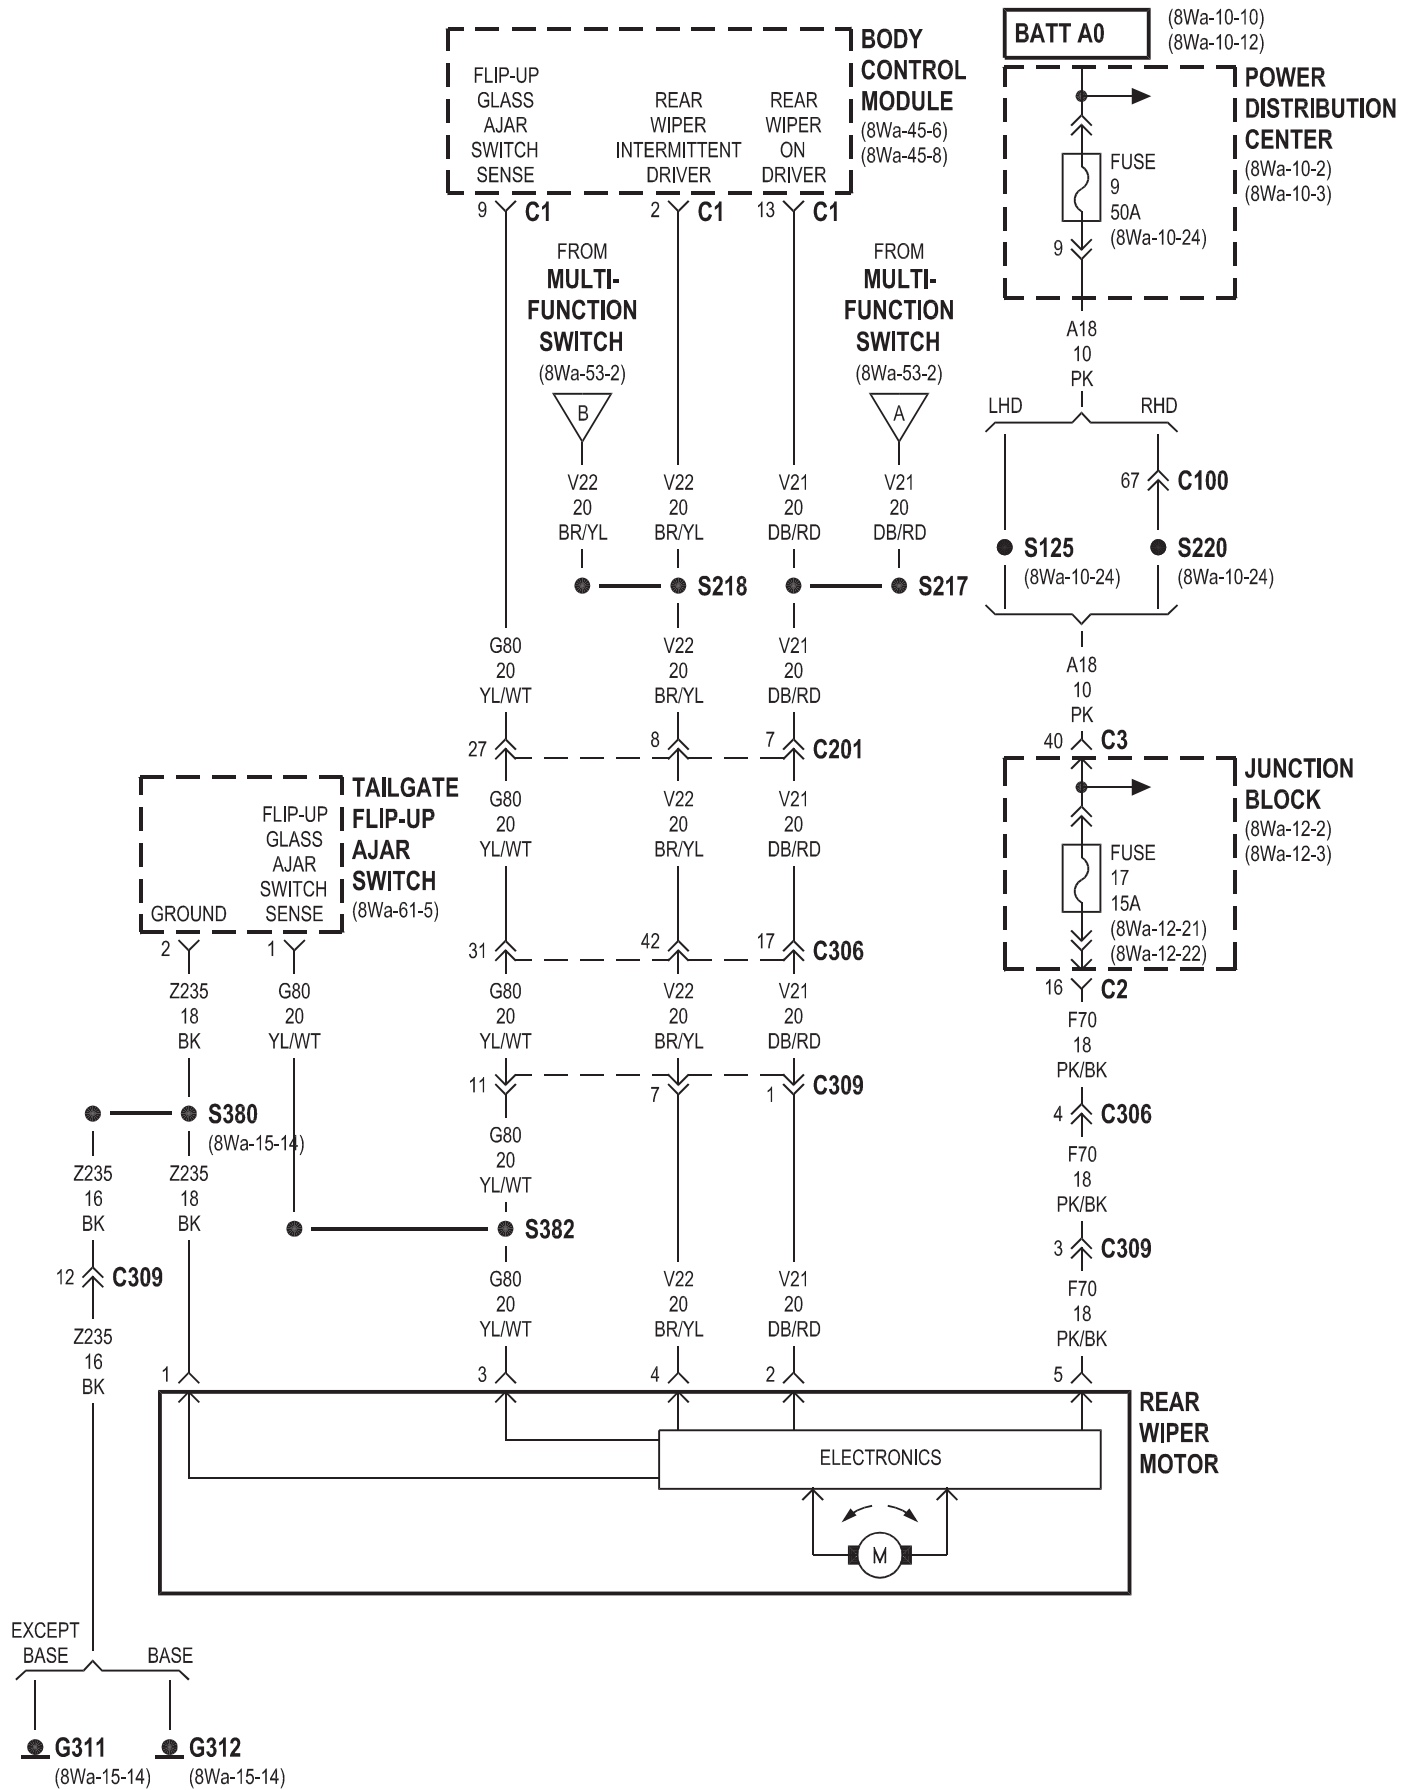 BATT A0
(8Wa-10-10)
(8Wa-10-12)
BODY
CONTROL
MODULE
(8Wa-45-6)
(8Wa-45-8)
FLIP-UP
GLASS
AJAR
SWITCH
SENSE
REAR
WIPER
INTERMITTENT
DRIVER
REAR
WIPER
ON
DRIVER
POWER
DISTRIBUTION
CENTER
(8Wa-10-2)
(8Wa-10-3)
FUSE
9
50A
(8Wa-10-24)
9
9 C1
2 C1
13 C1
FROM
MULTI-
FUNCTION
SWITCH
(8Wa-53-2)
B
FROM
MULTI-
FUNCTION
SWITCH
(8Wa-53-2)
A
A18
10
PK
LHD
RHD
67 C100
V22
20
BR/YL
V22
20
BR/YL
V21
20
DB/RD
V21
20
DB/RD
S125
(8Wa-10-24)
S220
(8Wa-10-24)
S218
S217
G80
20
YL/WT
V22
20
BR/YL
V21
20
DB/RD
A18
10
PK
27
8
7
C201
40 C3
JUNCTION
BLOCK
(8Wa-12-2)
(8Wa-12-3)
FUSE
17
15A
(8Wa-12-21)
(8Wa-12-22)
TAILGATE
FLIP-UP
AJAR
SWITCH
(8Wa-61-5)
FLIP-UP
GLASS
AJAR
SWITCH
SENSE
GROUND
G80
20
YL/WT
V22
20
BR/YL
V21
20
DB/RD
2
1
31
42
17
C306
16 C2
Z235
18
BK
G80
20
YL/WT
G80
20
YL/WT
V22
20
BR/YL
V21
20
DB/RD
F70
18
PK/BK
11
7
1
C309
4 C306
S380
(8Wa-15-14)
Z235
16
BK
Z235
18
BK
G80
20
YL/WT
F70
18
PK/BK
S382
3 C309
12 C309
G80
20
YL/WT
V22
20
BR/YL
V21
20
DB/RD
F70
18
PK/BK
Z235
16
BK
1
3
4
2
5
REAR
WIPER
MOTOR
ELECTRONICS
M
EXCEPT
BASE
BASE
G311
(8Wa-15-14)
G312
(8Wa-15-14)